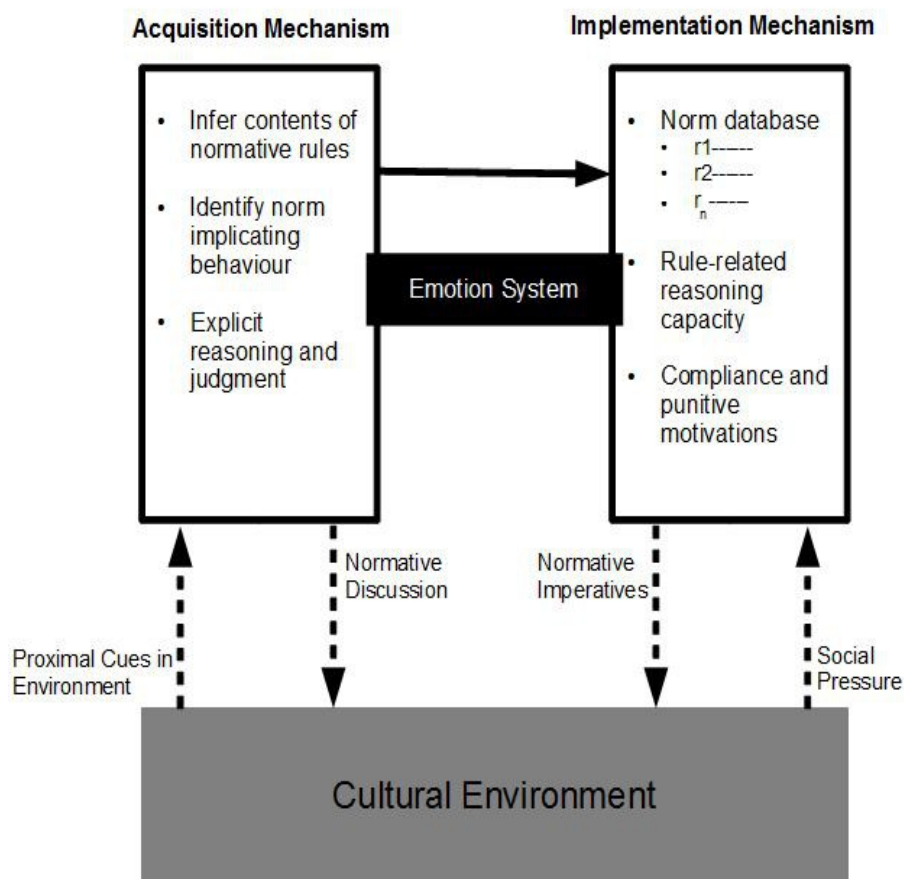 Acquisition Mechanism
Implementation Mechanism
• Infer contents of
normative rules
• Identify norm
implicating
behaviour
• Explicit
reasoning and
judgment
• Norm database
• r1------
• r2------
• rn------
• Rule-related
reasoning
capacity
• Compliance and
punitive
motivations
Emotion System
Proximal Cues in
Environment
Normative
Discussion
Normative
Imperatives
Social
Pressure
Cultural Environment